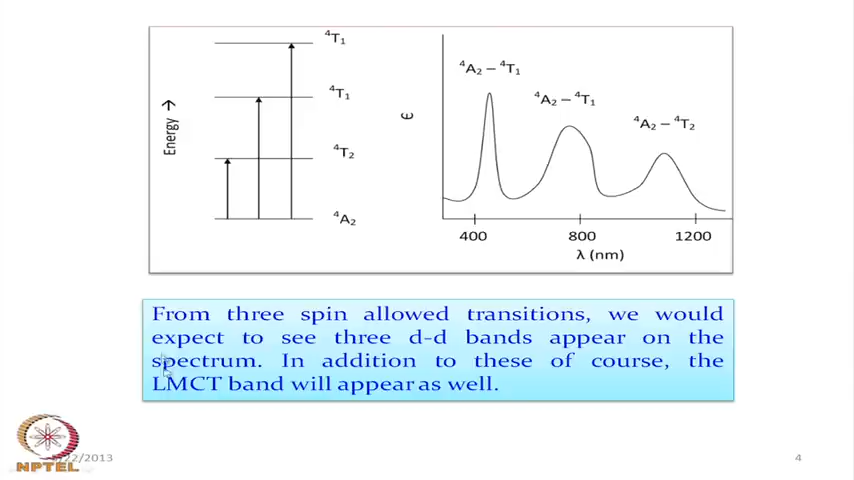 ⁴T₁
⁴T₁
⁴T₂
⁴A₂
Energy →
⁴A₂ – ⁴T₁
⁴A₂ – ⁴T₁
⁴A₂ – ⁴T₂
ϵ
400 800 1200
λ (nm)
From three spin allowed transitions, we would
expect to see three d-d bands appear on the
spectrum. In addition to these of course, the
LMCT band will appear as well.
NPTEL
/22/2013
4